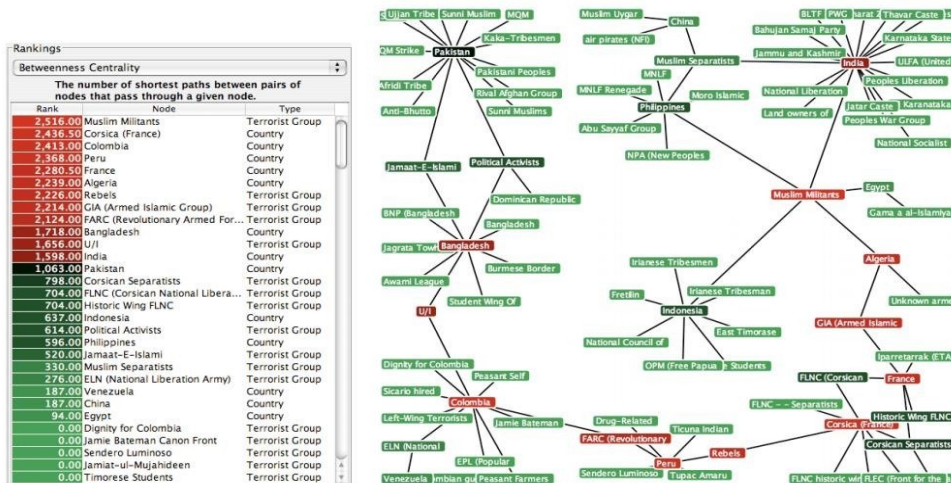 Rankings
Betweenness Centrality
The number of shortest paths between pairs of
nodes that pass through a given node.
Rank Node Type
2,516.00 Muslim Militants Terrorist Group
2,436.50 Corsica (France) Country
2,413.00 Colombia Country
2,368.00 Peru Country
2,280.50 France Country
2,239.00 Algeria Country
2,226.00 Rebels Terrorist Group
2,214.00 GIA (Armed Islamic Group) Terrorist Group
2,124.00 FARC (Revolutionary Armed For... Terrorist Group
1,718.00 Bangladesh Country
1,656.00 U/I Terrorist Group
1,598.00 India Country
1,063.00 Pakistan Country
798.00 Corsican Separatists Terrorist Group
704.00 FLNC (Corsican National Libera... Terrorist Group
704.00 Historic Wing FLNC Terrorist Group
637.00 Indonesia Country
614.00 Political Activists Terrorist Group
596.00 Philippines Country
520.00 Jamaat-E-Islami Terrorist Group
330.00 Muslim Separatists Terrorist Group
276.00 ELN (National Liberation Army) Terrorist Group
187.00 Venezuela Country
187.00 China Country
94.00 Egypt Country
0.00 Dignity for Colombia Terrorist Group
0.00 Jamie Bateman Canon Front Terrorist Group
0.00 Sendero Luminoso Terrorist Group
0.00 Jamiat-ul-Mujahideen Terrorist Group
0.00 Timorese Students Terrorist Group
Ujjan Tribe
Sunni Muslim
MQM
Kaka-Tribesmen
QM Strike
Pakistan
Pakistani Peoples
Afridi Tribe
Rival Afghan Group
Anti-Bhutto
Sunni Muslims
Jamaat-E-Islami
Political Activists
Dominican Republic
BNP (Bangladesh
Bangladesh
Jagrata Towh
Bangladesh
Burmese Border
Awami League
Student Wing Of
U/I
Dignity for Colombia
Peasant Self
Sicario hired
Colombia
Left-Wing Terrorists
Jamie Bateman
ELN (National
EPL (Popular
Venezuela
mbian gu
Peasant Farmers
Muslim Uygar
China
air pirates (NFI)
Muslim Separatists
MNLF
MNLF Renegade
Moro Islamic
Philippines
Abu Sayyaf Group
NPA (New Peoples
BLTF
PWG
Thavar Caste
Bahujan Samaj Party
Karnataka State
Jammu and Kashmir
India
ULFA (United
Peoples Liberation
National Liberation
Jatar Caste
Karanataka
Land owners of
Peoples War Group
National Socialist
Muslim Militants
Egypt
Gama a al-Islamiya
Irianese Tribesmen
Algeria
Fretilin
Irianese Tribesman
Unknown arme
Indonesia
GIA (Armed Islamic
East Timorase
National Council of
OPM (Free Papua
e Students
Iparretarrak (ETA
FLNC (Corsican
France
FLNC - - Separatists
Historic Wing FLNC
Drug-Related
Corsica (France)
Ticuna Indian
FARC (Revolutionary
Corsican Separatists
Rebels
Peru
Sendero Luminoso
Tupac Amaru
FLNC historic win
FLEC (Front for the